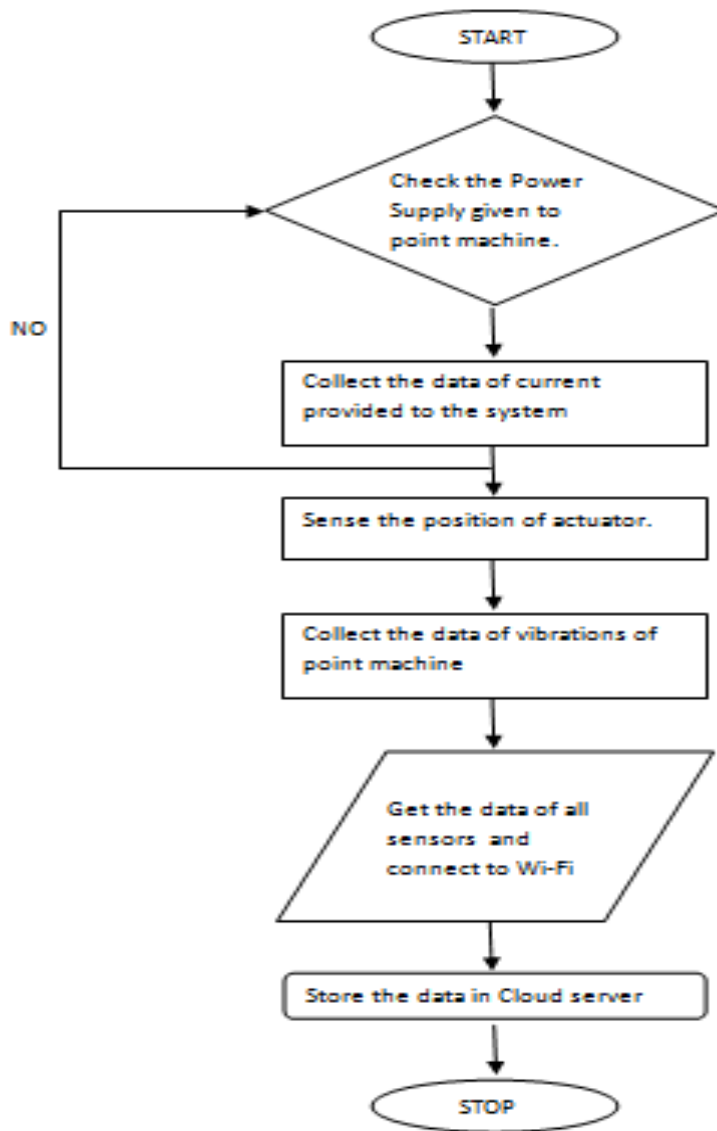 START
Check the Power
Supply given to
point machine.
NO
Collect the data of current
provided to the system
Sense the position of actuator.
Collect the data of vibrations of
point machine
Get the data of all
sensors and
connect to Wi-Fi
Store the data in Cloud server
STOP